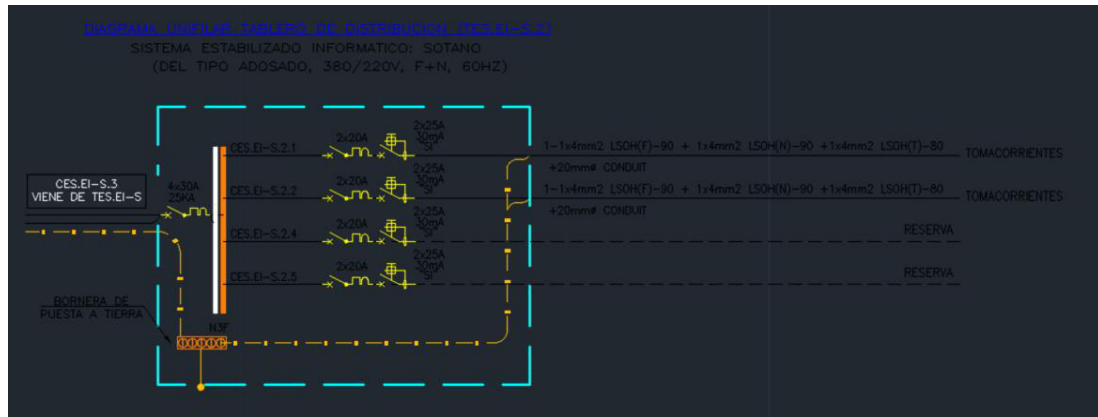 DIAGRAMA UNIFILAR TABLERO DE DISTRIBUCION (TES.EI-S.2)
SISTEMA ESTABILIZADO INFORMATICO: SOTANO
(DEL TIPO ADOSADO, 380/220V, F+N, 60HZ)
CES.EI-S.3
VIENE DE TES.EI-S
4x30A
25KA
CES.EI-S.2.1
2x20A
2x25A
30mA
"SI"
1-1x4mm2 LSOH(F)-90 + 1x4mm2 LSOH(N)-90 +1x4mm2 LSOH(T)-80
+20mmø CONDUIT
TOMACORRIENTES
CES.EI-S.2.2
2x20A
2x25A
30mA
"SI"
1-1x4mm2 LSOH(F)-90 + 1x4mm2 LSOH(N)-90 +1x4mm2 LSOH(T)-80
+20mmø CONDUIT
TOMACORRIENTES
CES.EI-S.2.4
2x20A
2x25A
30mA
"SI"
RESERVA
CES.EI-S.2.5
2x20A
2x25A
30mA
"SI"
RESERVA
BORNERA DE
PUESTA A TIERRA
N3F